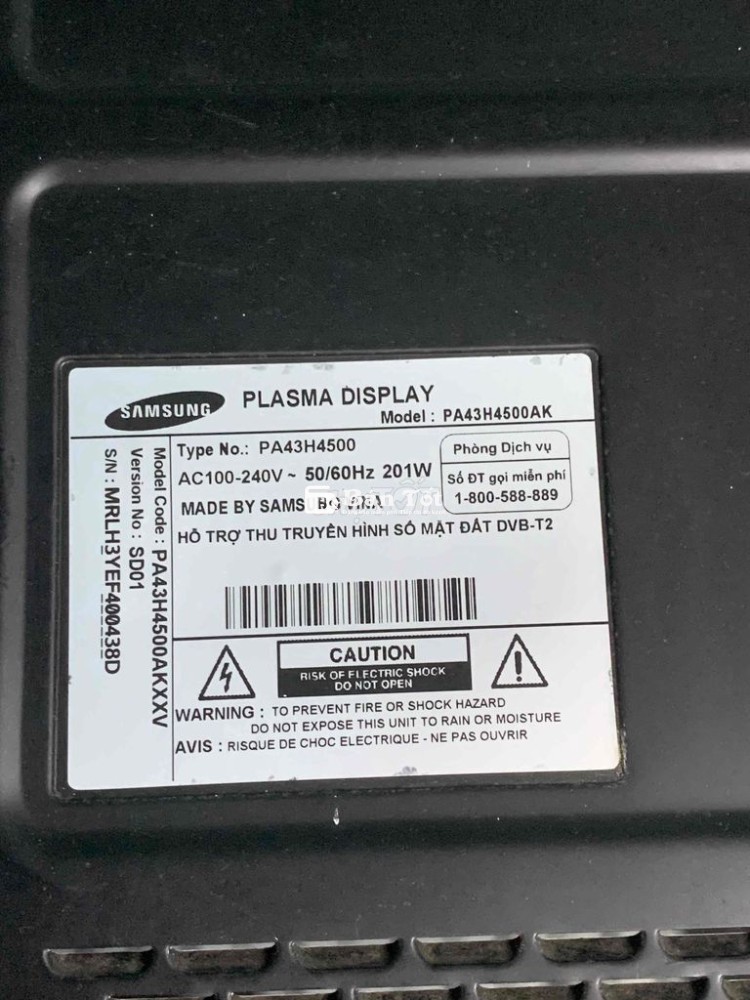 SAMSUNG
PLASMA DISPLAY
Model : PA43H4500AK
Type No.: PA43H4500
AC100-240V ~ 50/60Hz 201W
MADE BY SAMS
HỖ TRỢ THU TRUYỀN HÌNH SỐ MẶT ĐẤT DVB-T2
Phòng Dịch vụ
Số ĐT gọi miễn phí
1-800-588-889
Model Code : PA43H4500AKXXV
Version No : SD01
S/N : MRLH3YEF400438D
CAUTION
RISK OF ELECTRIC SHOCK
DO NOT OPEN
WARNING : TO PREVENT FIRE OR SHOCK HAZARD
DO NOT EXPOSE THIS UNIT TO RAIN OR MOISTURE
AVIS : RISQUE DE CHOC ELECTRIQUE - NE PAS OUVRIR